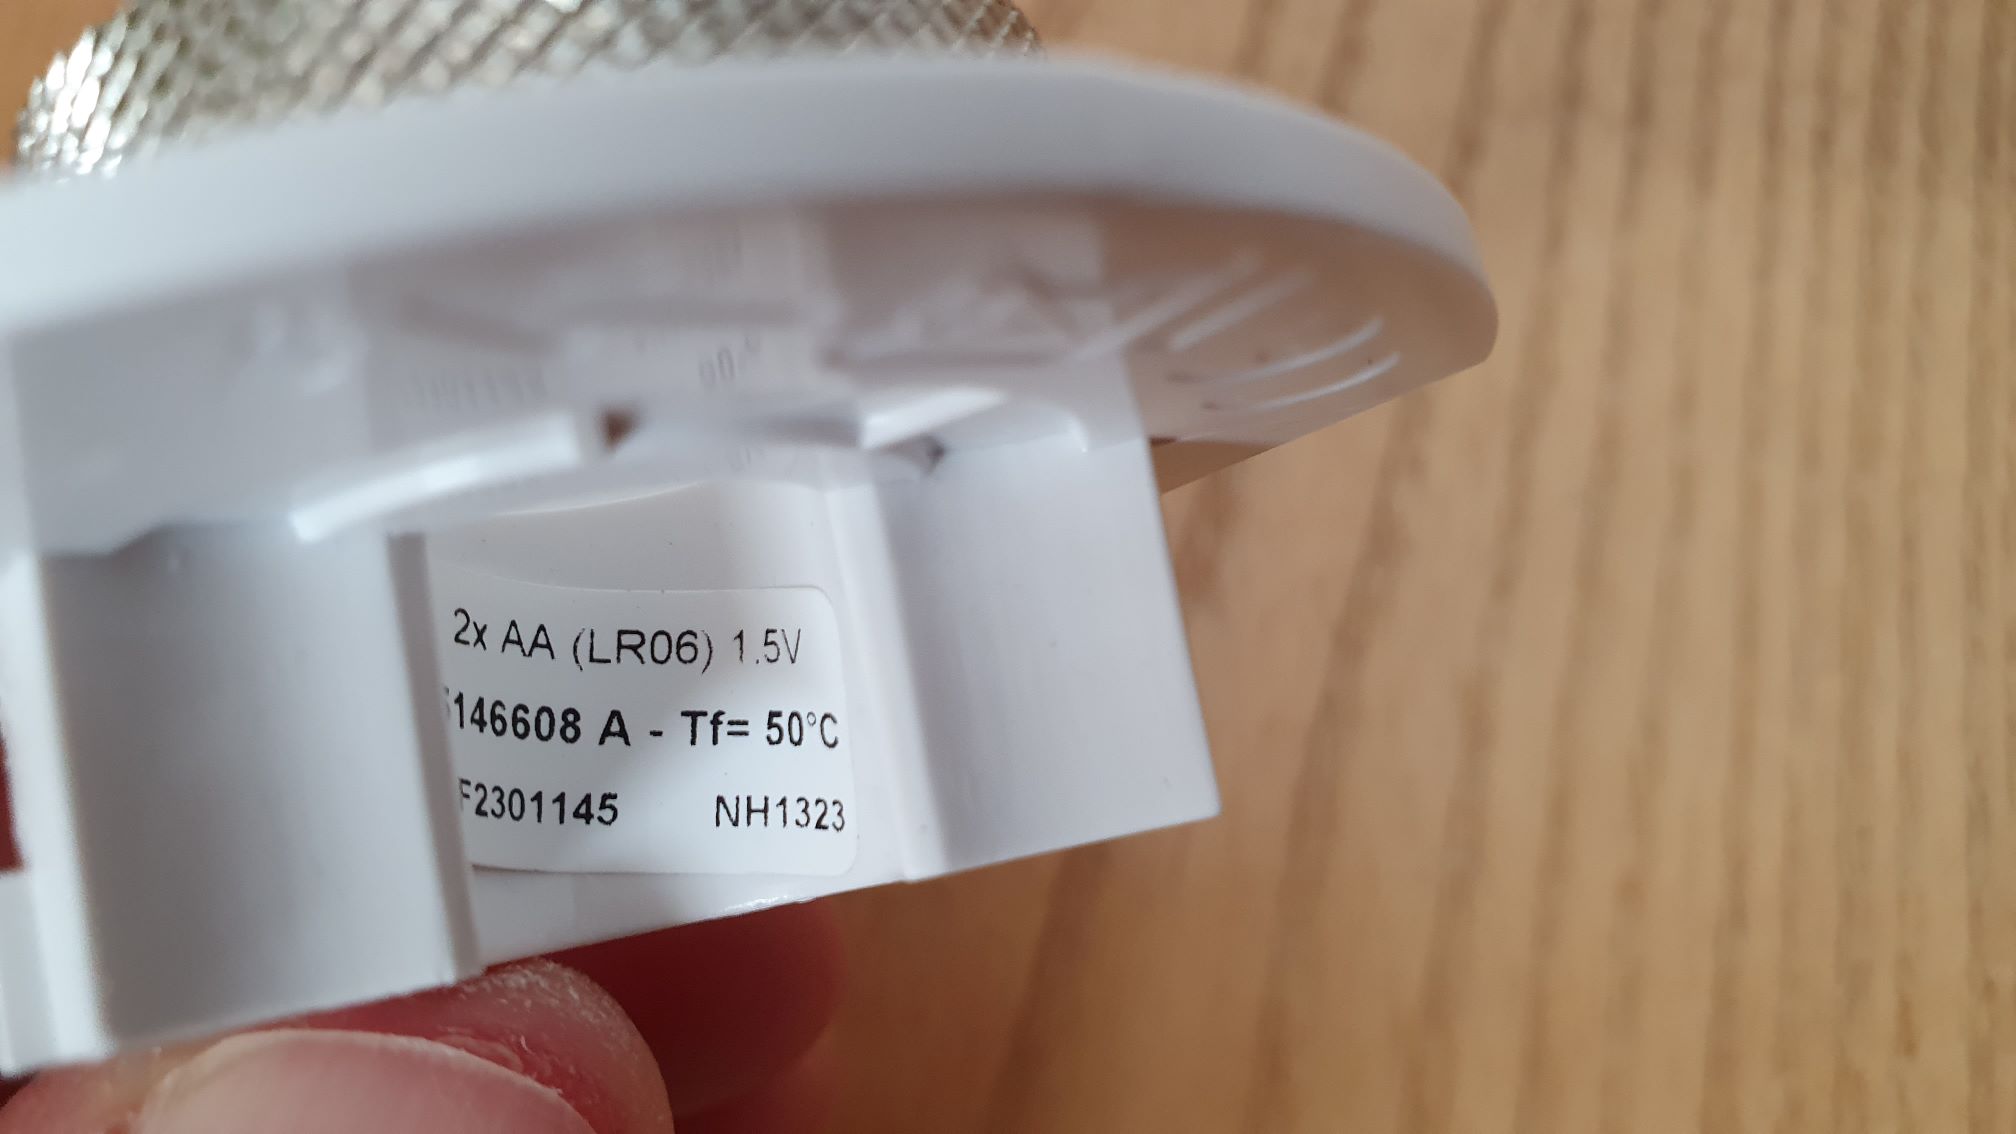 2x AA (LR06) 1.5V
146608 A - Tf= 50°C
F2301145 NH1323